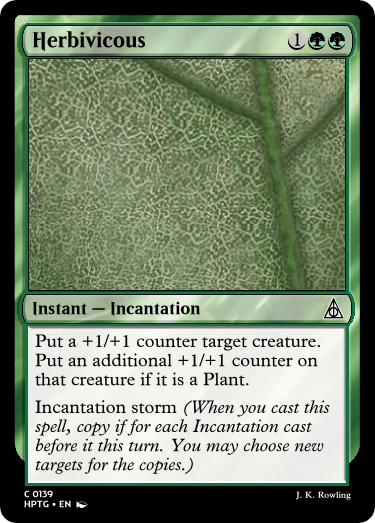 Herbivicous 1
Instant — Incantation
Put a +1/+1 counter target creature.
Put an additional +1/+1 counter on
that creature if it is a Plant.
Incantation storm (When you cast this
spell, copy if for each Incantation cast
before it this turn. You may choose new
targets for the copies.)
C 0139
HPTG • EN J. K. Rowling